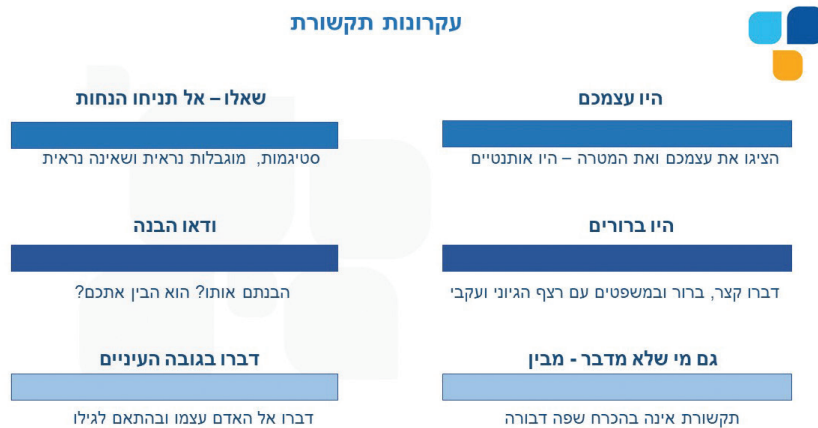 עקרונות תקשורת
היו עצמכם
הציגו את עצמכם ואת המטרה – היו אותנטיים
שאלו – אל תניחו הנחות
סטיגמות, מוגבלות נראית ושאינה נראית
היו ברורים
דברו קצר, ברור ובמשפטים עם רצף הגיוני ועקבי
ודאו הבנה
הבנתם אותו? הוא הבין אתכם?
גם מי שלא מדבר - מבין
תקשורת אינה בהכרח שפה דבורה
דברו בגובה העיניים
דברו אל האדם עצמו ובהתאם לגילו